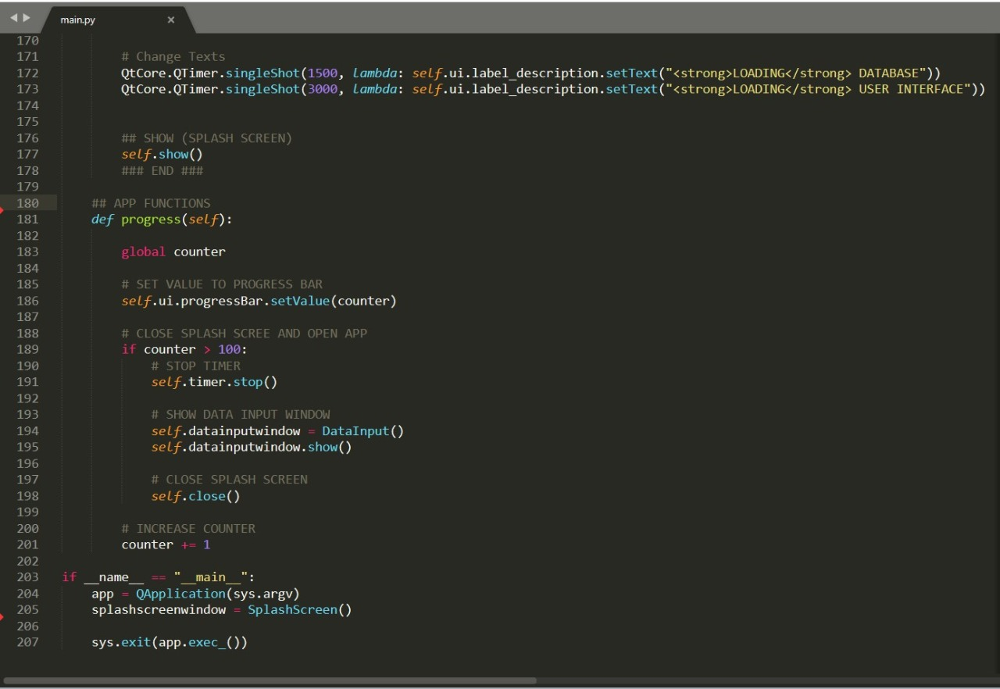 main.py
170
171 # Change Texts
172 QtCore.QTimer.singleShot(1500, lambda: self.ui.label_description.setText("<strong>LOADING</strong> DATABASE"))
173 QtCore.QTimer.singleShot(3000, lambda: self.ui.label_description.setText("<strong>LOADING</strong> USER INTERFACE"))
174
175
176 ## SHOW (SPLASH SCREEN)
177 self.show()
178 ### END ###
179
180 ## APP FUNCTIONS
181 def progress(self):
182
183 global counter
184
185 # SET VALUE TO PROGRESS BAR
186 self.ui.progressBar.setValue(counter)
187
188 # CLOSE SPLASH SCREE AND OPEN APP
189 if counter > 100:
190 # STOP TIMER
191 self.timer.stop()
192
193 # SHOW DATA INPUT WINDOW
194 self.datainputwindow = DataInput()
195 self.datainputwindow.show()
196
197 # CLOSE SPLASH SCREEN
198 self.close()
199
200 # INCREASE COUNTER
201 counter += 1
202
203 if __name__ == "__main__":
204 app = QApplication(sys.argv)
205 splashscreenwindow = SplashScreen()
206
207 sys.exit(app.exec_())